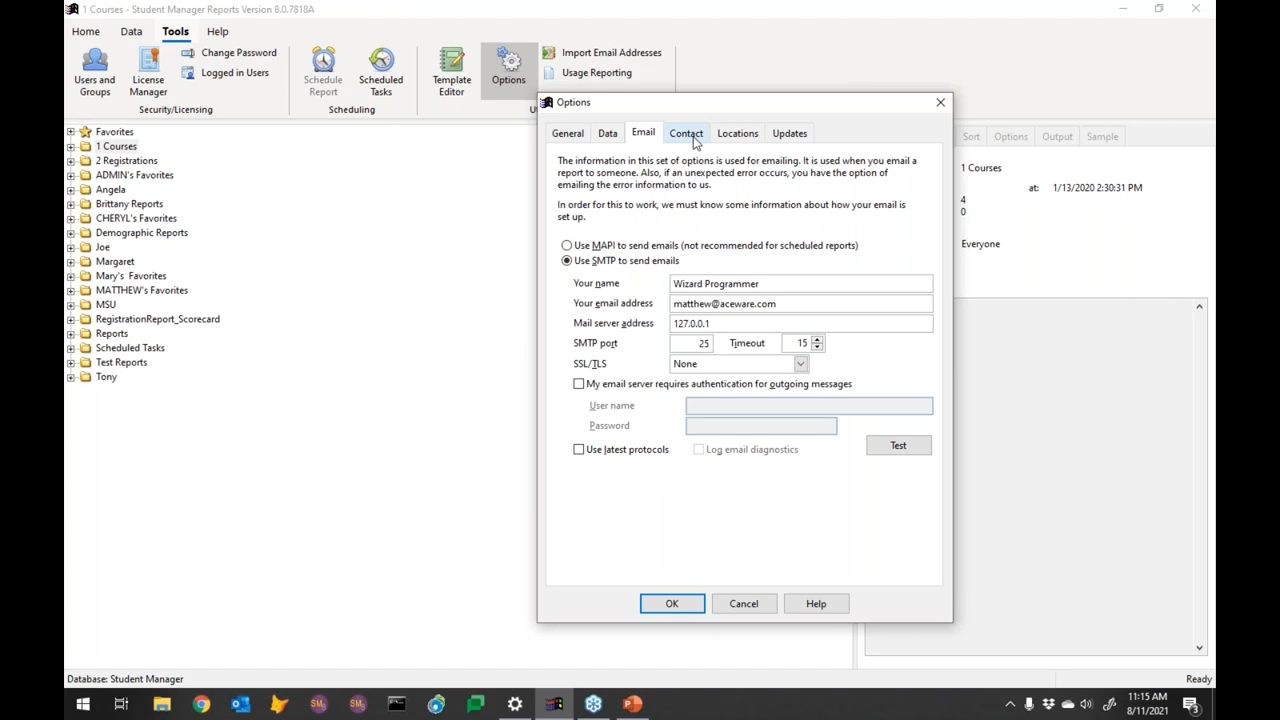 1 Courses - Student Manager Reports Version 8.0.7818A
Home Data Tools Help
Users and Groups
License Manager
Change Password
Logged in Users
Security/Licensing
Schedule Report
Scheduled Tasks
Scheduling
Template Editor
Options
Import Email Addresses
Usage Reporting
Favorites
1 Courses
2 Registrations
ADMIN's Favorites
Angela
Brittany Reports
CHERYL's Favorites
Demographic Reports
Joe
Margaret
Mary's Favorites
MATTHEW's Favorites
MSU
RegistrationReport_Scorecard
Reports
Scheduled Tasks
Test Reports
Tony
Options
General Data Email Contact Locations Updates
The information in this set of options is used for emailing. It is used when you email a
report to someone. Also, if an unexpected error occurs, you have the option of
emailing the error information to us.
In order for this to work, we must know some information about how your email is
set up.
Use MAPI to send emails (not recommended for scheduled reports)
Use SMTP to send emails
Your name Wizard Programmer
Your email address matthew@aceware.com
Mail server address 127.0.0.1
SMTP port 25 Timeout 15
SSL/TLS None
My email server requires authentication for outgoing messages
User name
Password
Use latest protocols Log email diagnostics Test
OK Cancel Help
Sort Options Output Sample
1 Courses
at: 1/13/2020 2:30:31 PM
4
0
Everyone
Database: Student Manager Ready
11:15 AM
8/11/2021
3